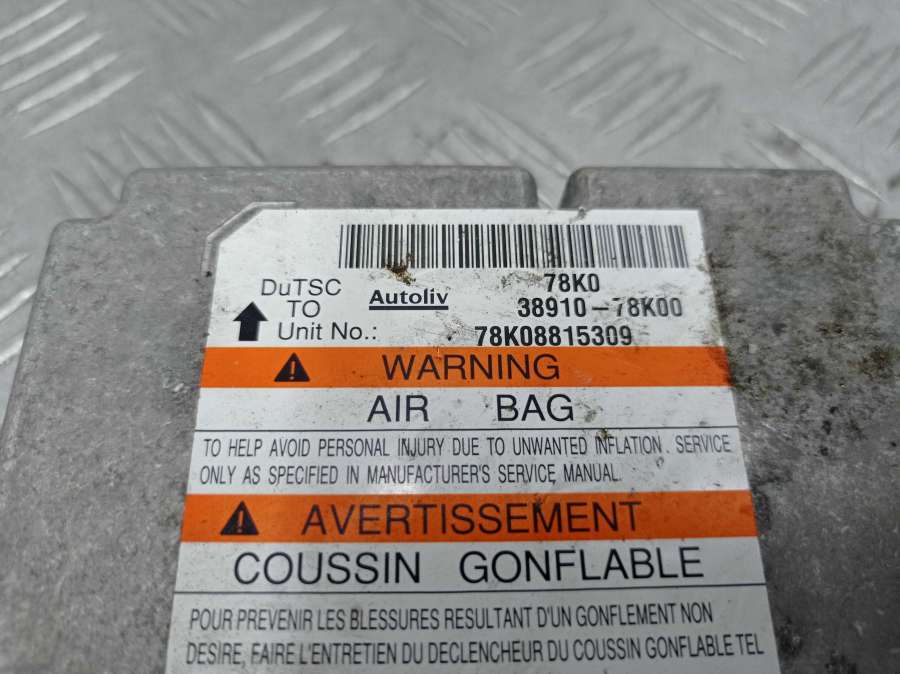 78K0
DuTSC
TO
Autoliv
38910-78K00
Unit No.:
78K08815309
WARNING
AIR BAG
TO HELP AVOID PERSONAL INJURY DUE TO UNWANTED INFLATION. SERVICE
ONLY AS SPECIFIED IN MANUFACTURER'S SERVICE MANUAL.
AVERTISSEMENT
COUSSIN GONFLABLE
POUR PREVENIR LES BLESSURES RESULTANT D'UN GONFLEMENT NON
DESIRE, FAIRE L'ENTRETIEN DU DECLENCHEUR DU COUSSIN GONFLABLE TEL